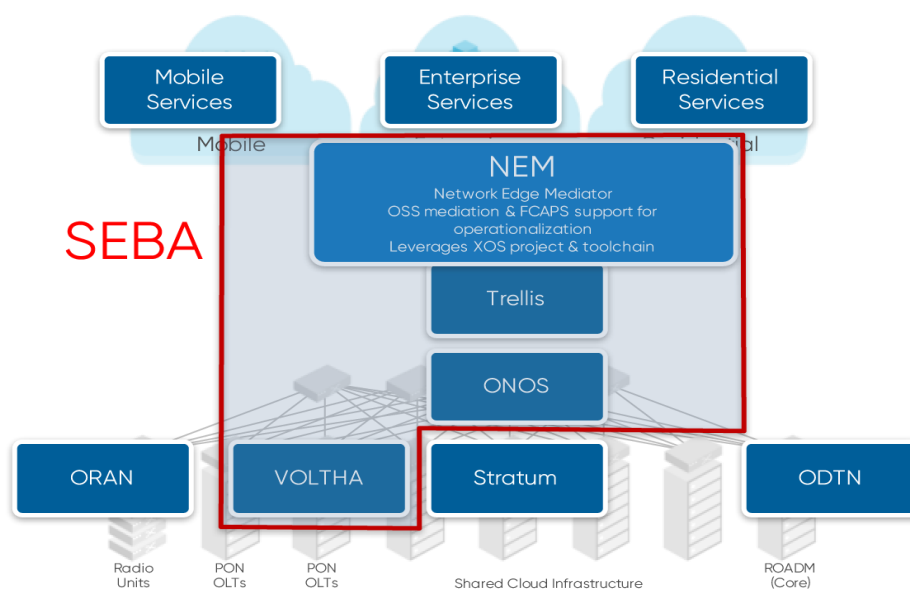 Mobile
Services
Enterprise
Services
Residential
Services
Mobile
NEM
Network Edge Mediator
OSS mediation & FCAPS support for
operationalization
Leverages XOS project & toolchain
SEBA
Trellis
ONOS
ORAN
VOLTHA
Stratum
ODTN
Radio
Units
PON
OLTs
PON
OLTs
Shared Cloud Infrastructure
ROADM
(Core)